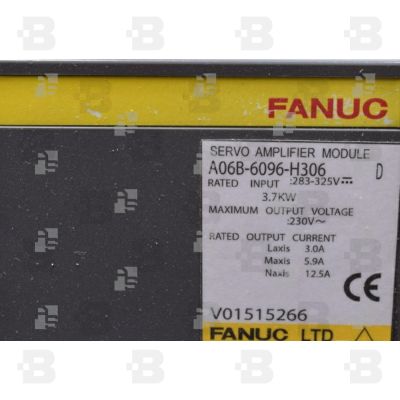 FANUC
SERVO AMPLIFIER MODULE
A06B-6096-H306 D
RATED INPUT :283-325V⎓
3.7KW
MAXIMUM OUTPUT VOLTAGE
:230V～
RATED OUTPUT CURRENT
Laxis 3.0A
Maxis 5.9A
Naxis 12.5A
CE
V01515266
FANUC LTD